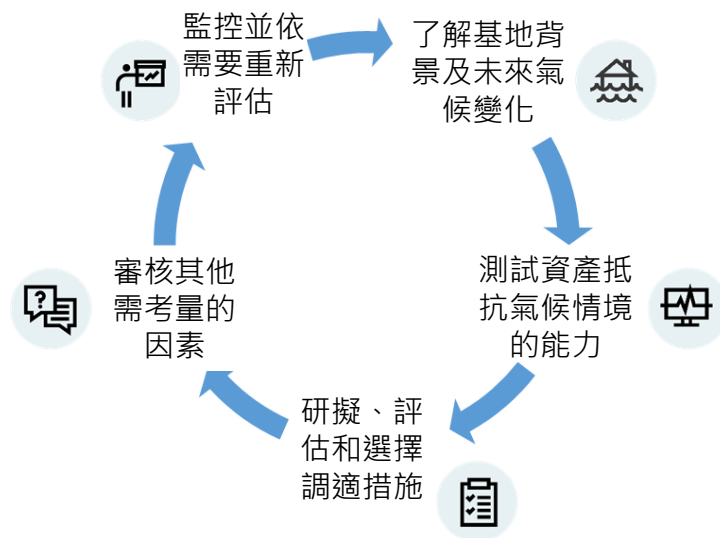 監控並依
需要重新
評估
了解基地背
景及未來氣
候變化
測試資產抵
抗氣候情境
的能力
研擬、評
估和選擇
調適措施
審核其他
需考量的
因素
?